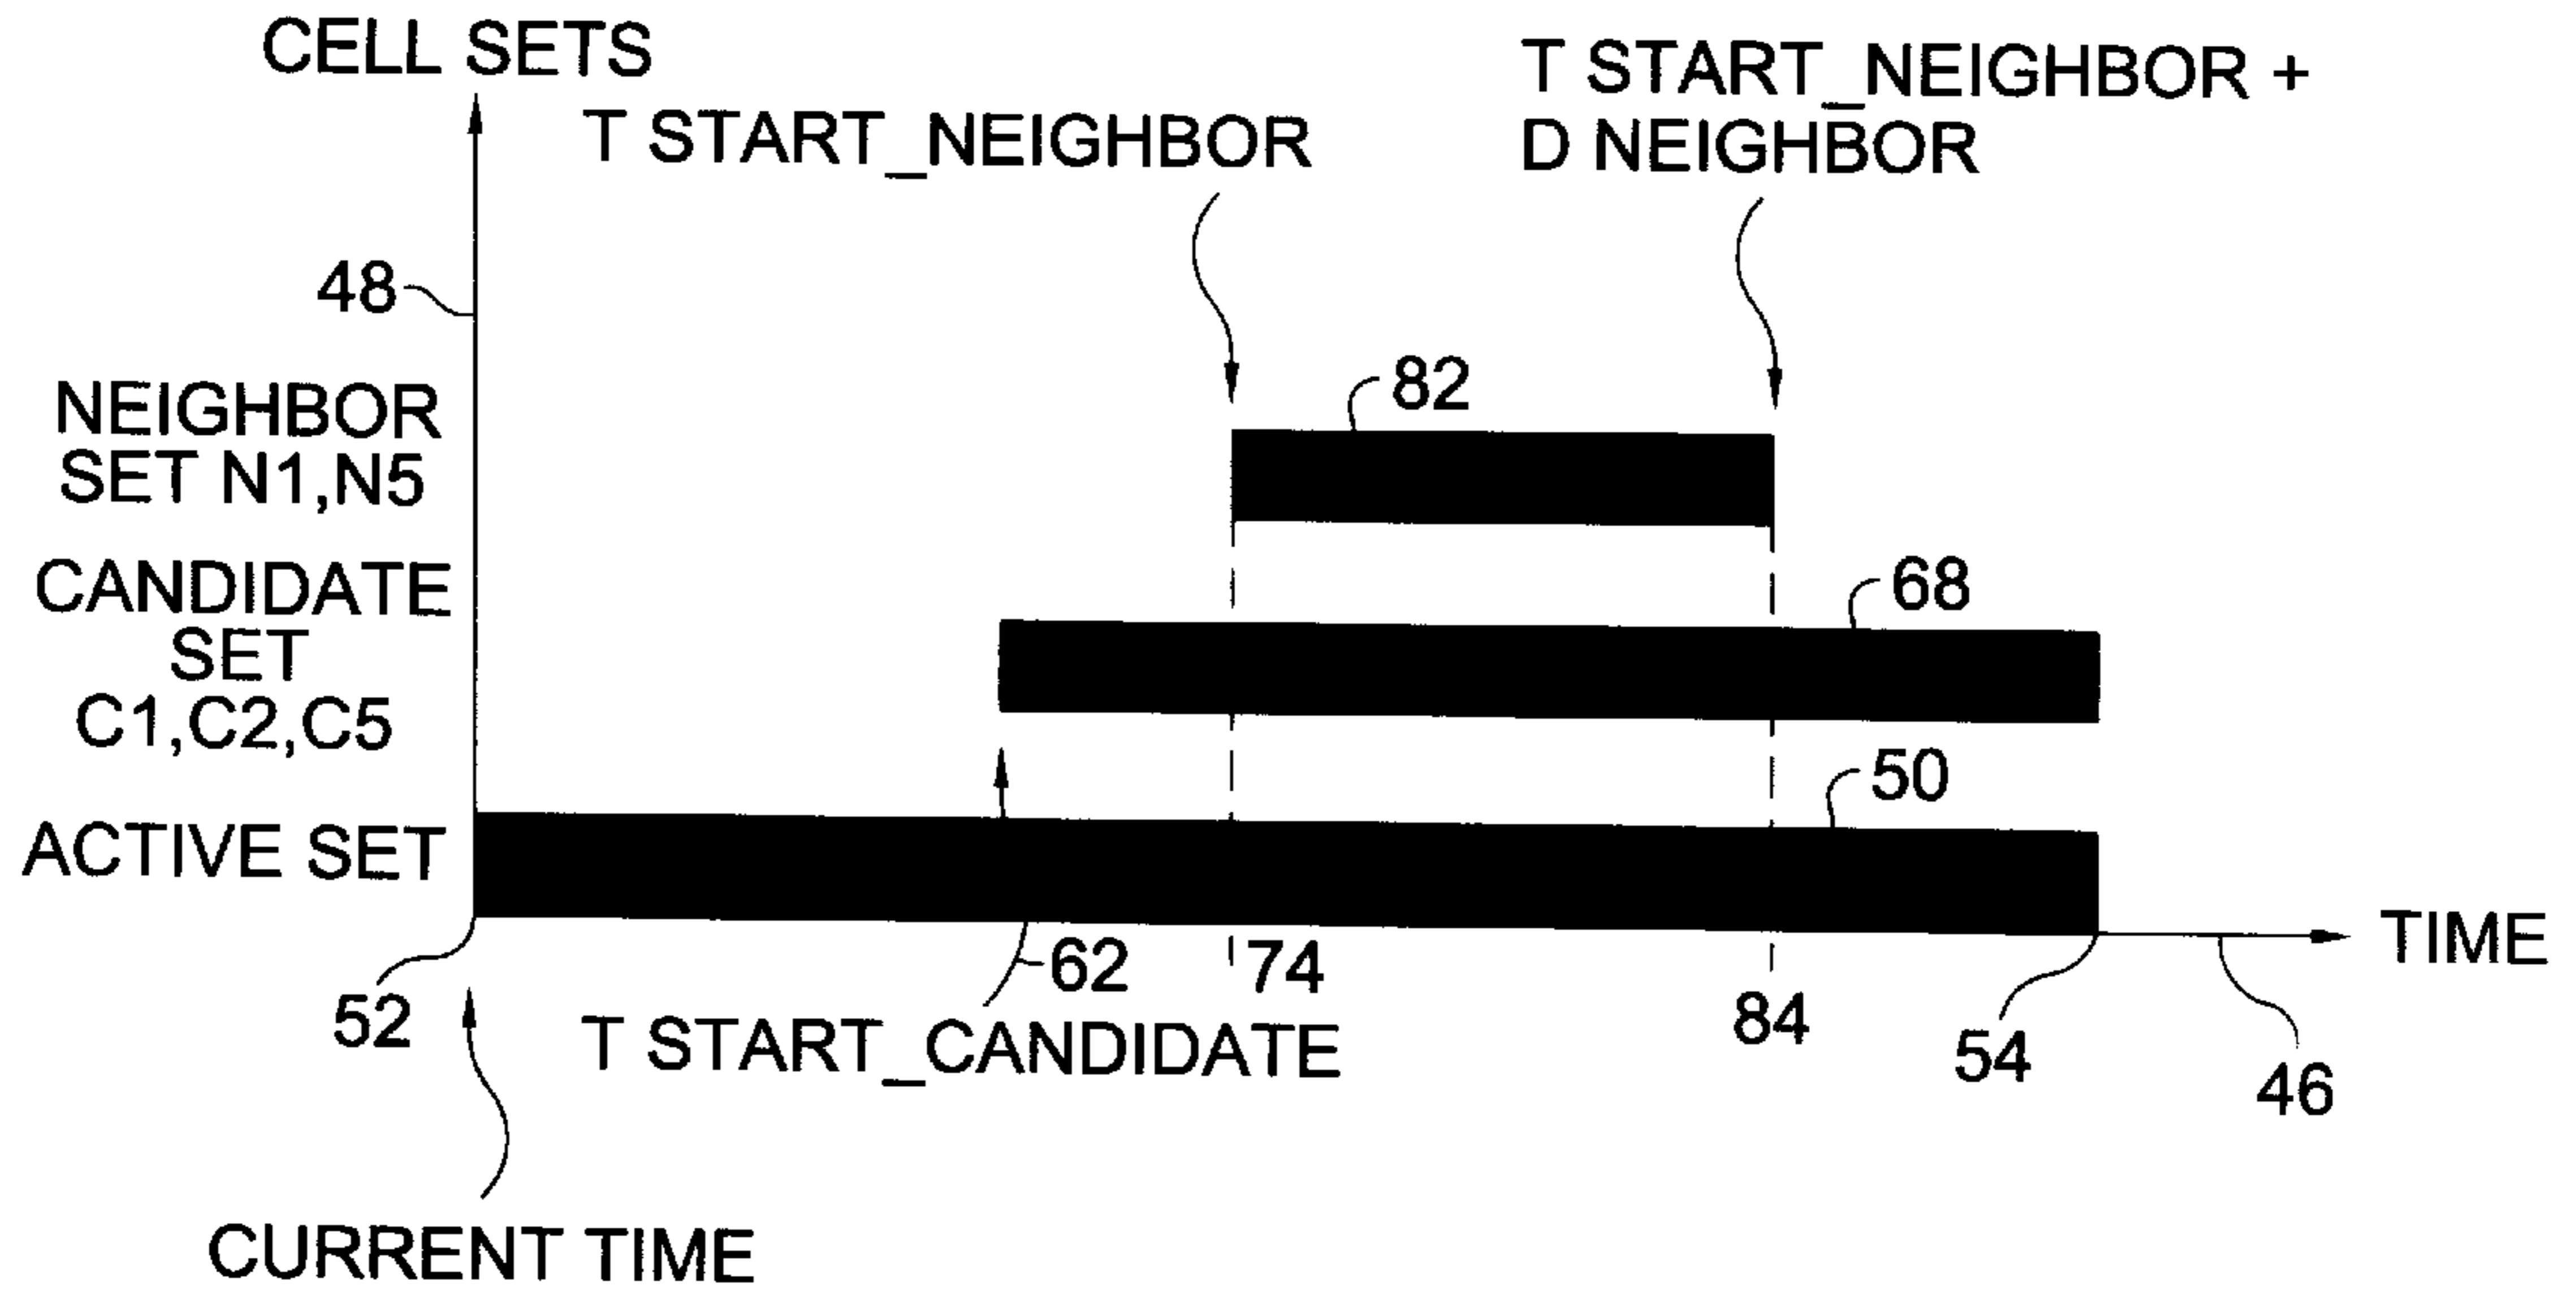 CELL SETS
T START_NEIGHBOR
T START_NEIGHBOR +
D NEIGHBOR
48
82
NEIGHBOR
SET N1,N5
CANDIDATE
SET
C1,C2,C5
68
50
ACTIVE SET
TIME
52
62
74
84
54
46
T START_CANDIDATE
CURRENT TIME